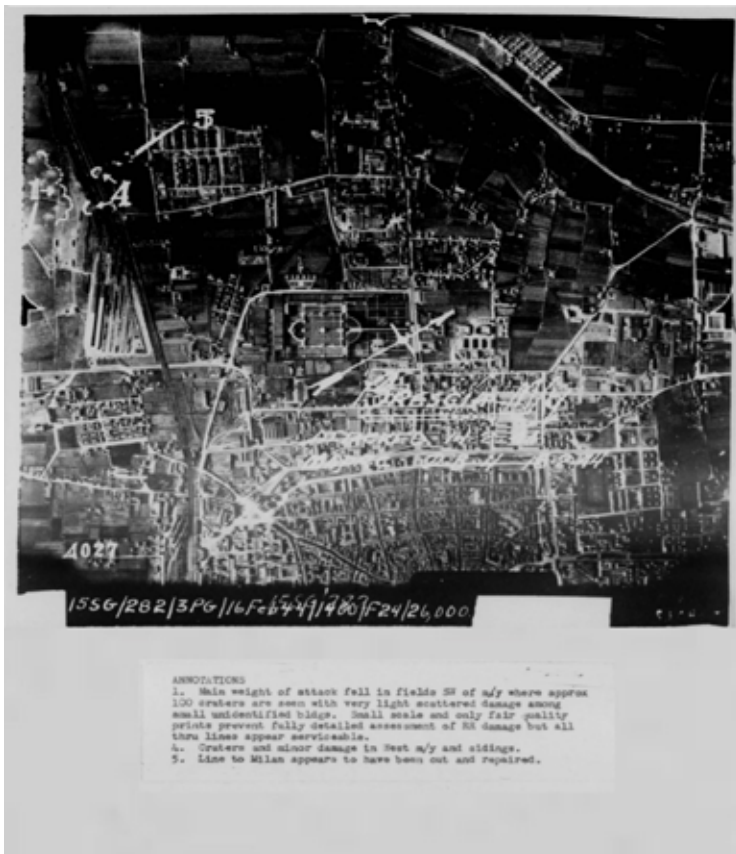 5
1
4
4027
15SG/282/3PG/16Feb44/1400/F24/26,000
ANNOTATIONS
1. Main weight of attack fell in fields SW of m/y where approx
100 craters are seen with very light scattered damage among
small unidentified bldgs. Small scale and only fair quality
prints prevent fully detailed assessment of RR damage but all
thru lines appear serviceable.
4. Craters and minor damage in West m/y and sidings.
5. Line to Milan appears to have been cut and repaired.